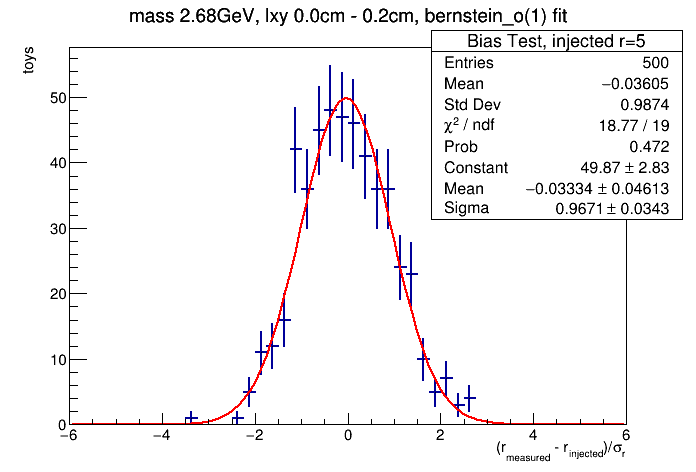 mass 2.68GeV, lxy 0.0cm - 0.2cm, bernstein_o(1) fit
toys
Bias Test, injected r=5
Entries 500
Mean −0.03605
Std Dev 0.9874
χ² / ndf 18.77 / 19
Prob 0.472
Constant 49.87 ± 2.83
Mean −0.03334 ± 0.04613
Sigma 0.9671 ± 0.0343
50
40
30
20
10
0
−6 −4 −2 0 2 4 6
(r_measured - r_injected)/σ_r